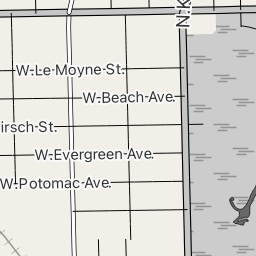 N.K
W. Le Moyne St.
W. Beach Ave.
irsch St.
W. Evergreen Ave.
W. Potomac Ave.